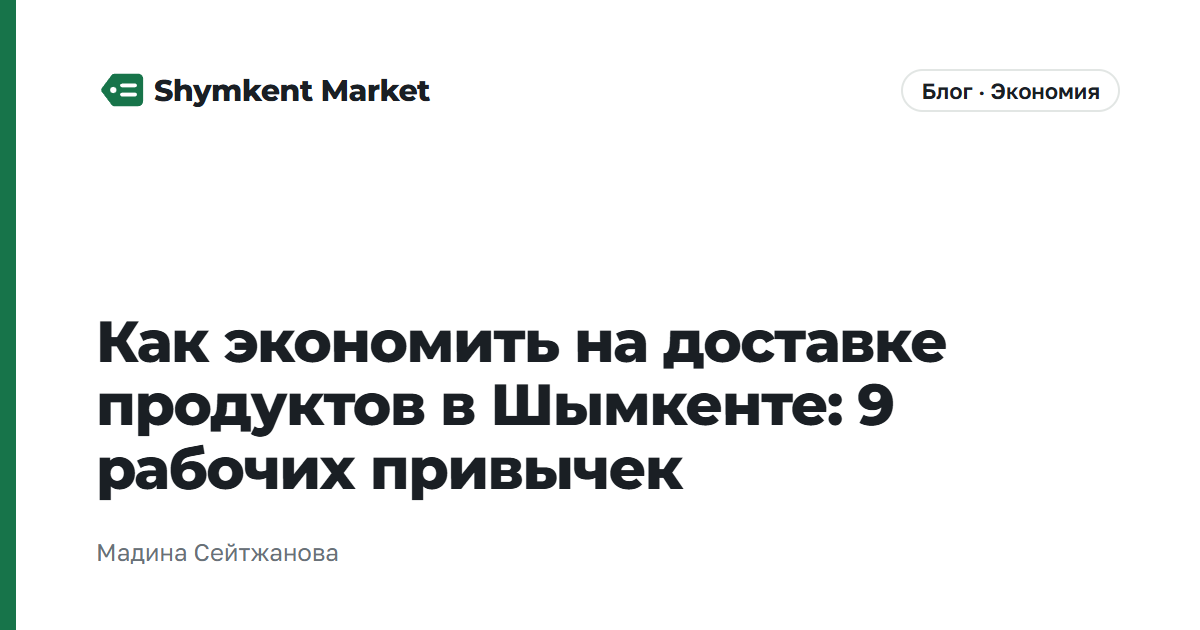 Shymkent Market
Блог · Экономия
Как экономить на доставке
продуктов в Шымкенте: 9
рабочих привычек
Мадина Сейтжанова